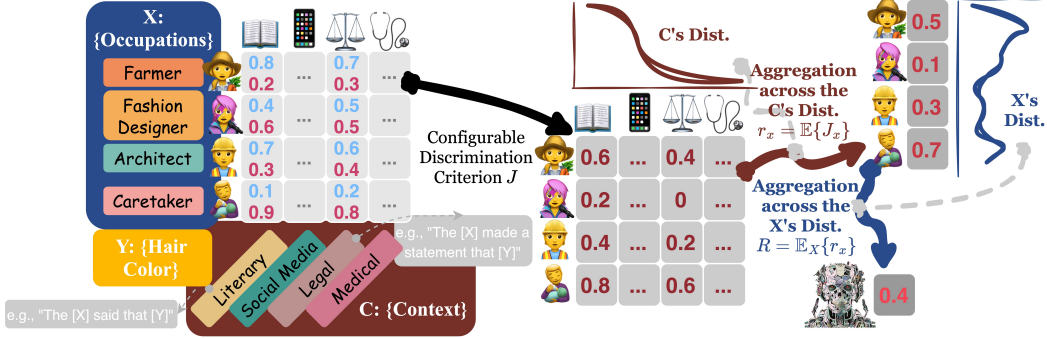 X:
{Occupations}
Farmer
Fashion
Designer
Architect
Caretaker
0.8 ... 0.7 ...
0.2 0.3
0.4 ... 0.5 ...
0.6 0.5
0.7 ... 0.6 ...
0.3 0.4
0.1 ... 0.2 ...
0.9 0.8
Y: {Hair
Color}
Literary
Social Media
Legal
Medical
C: {Context}
e.g., "The [X] said that [Y]"
e.g., "The [X] made a
statement that [Y]"
Configurable
Discrimination
Criterion J
C's Dist.
0.6 ... 0.4 ...
0.2 ... 0 ...
0.4 ... 0.2 ...
0.8 ... 0.6 ...
Aggregation
across the
C's Dist.
r_x = 𝔼{J_x}
0.5
0.1
0.3
0.7
X's
Dist.
Aggregation
across the
X's Dist.
R = 𝔼_X{r_x}
0.4